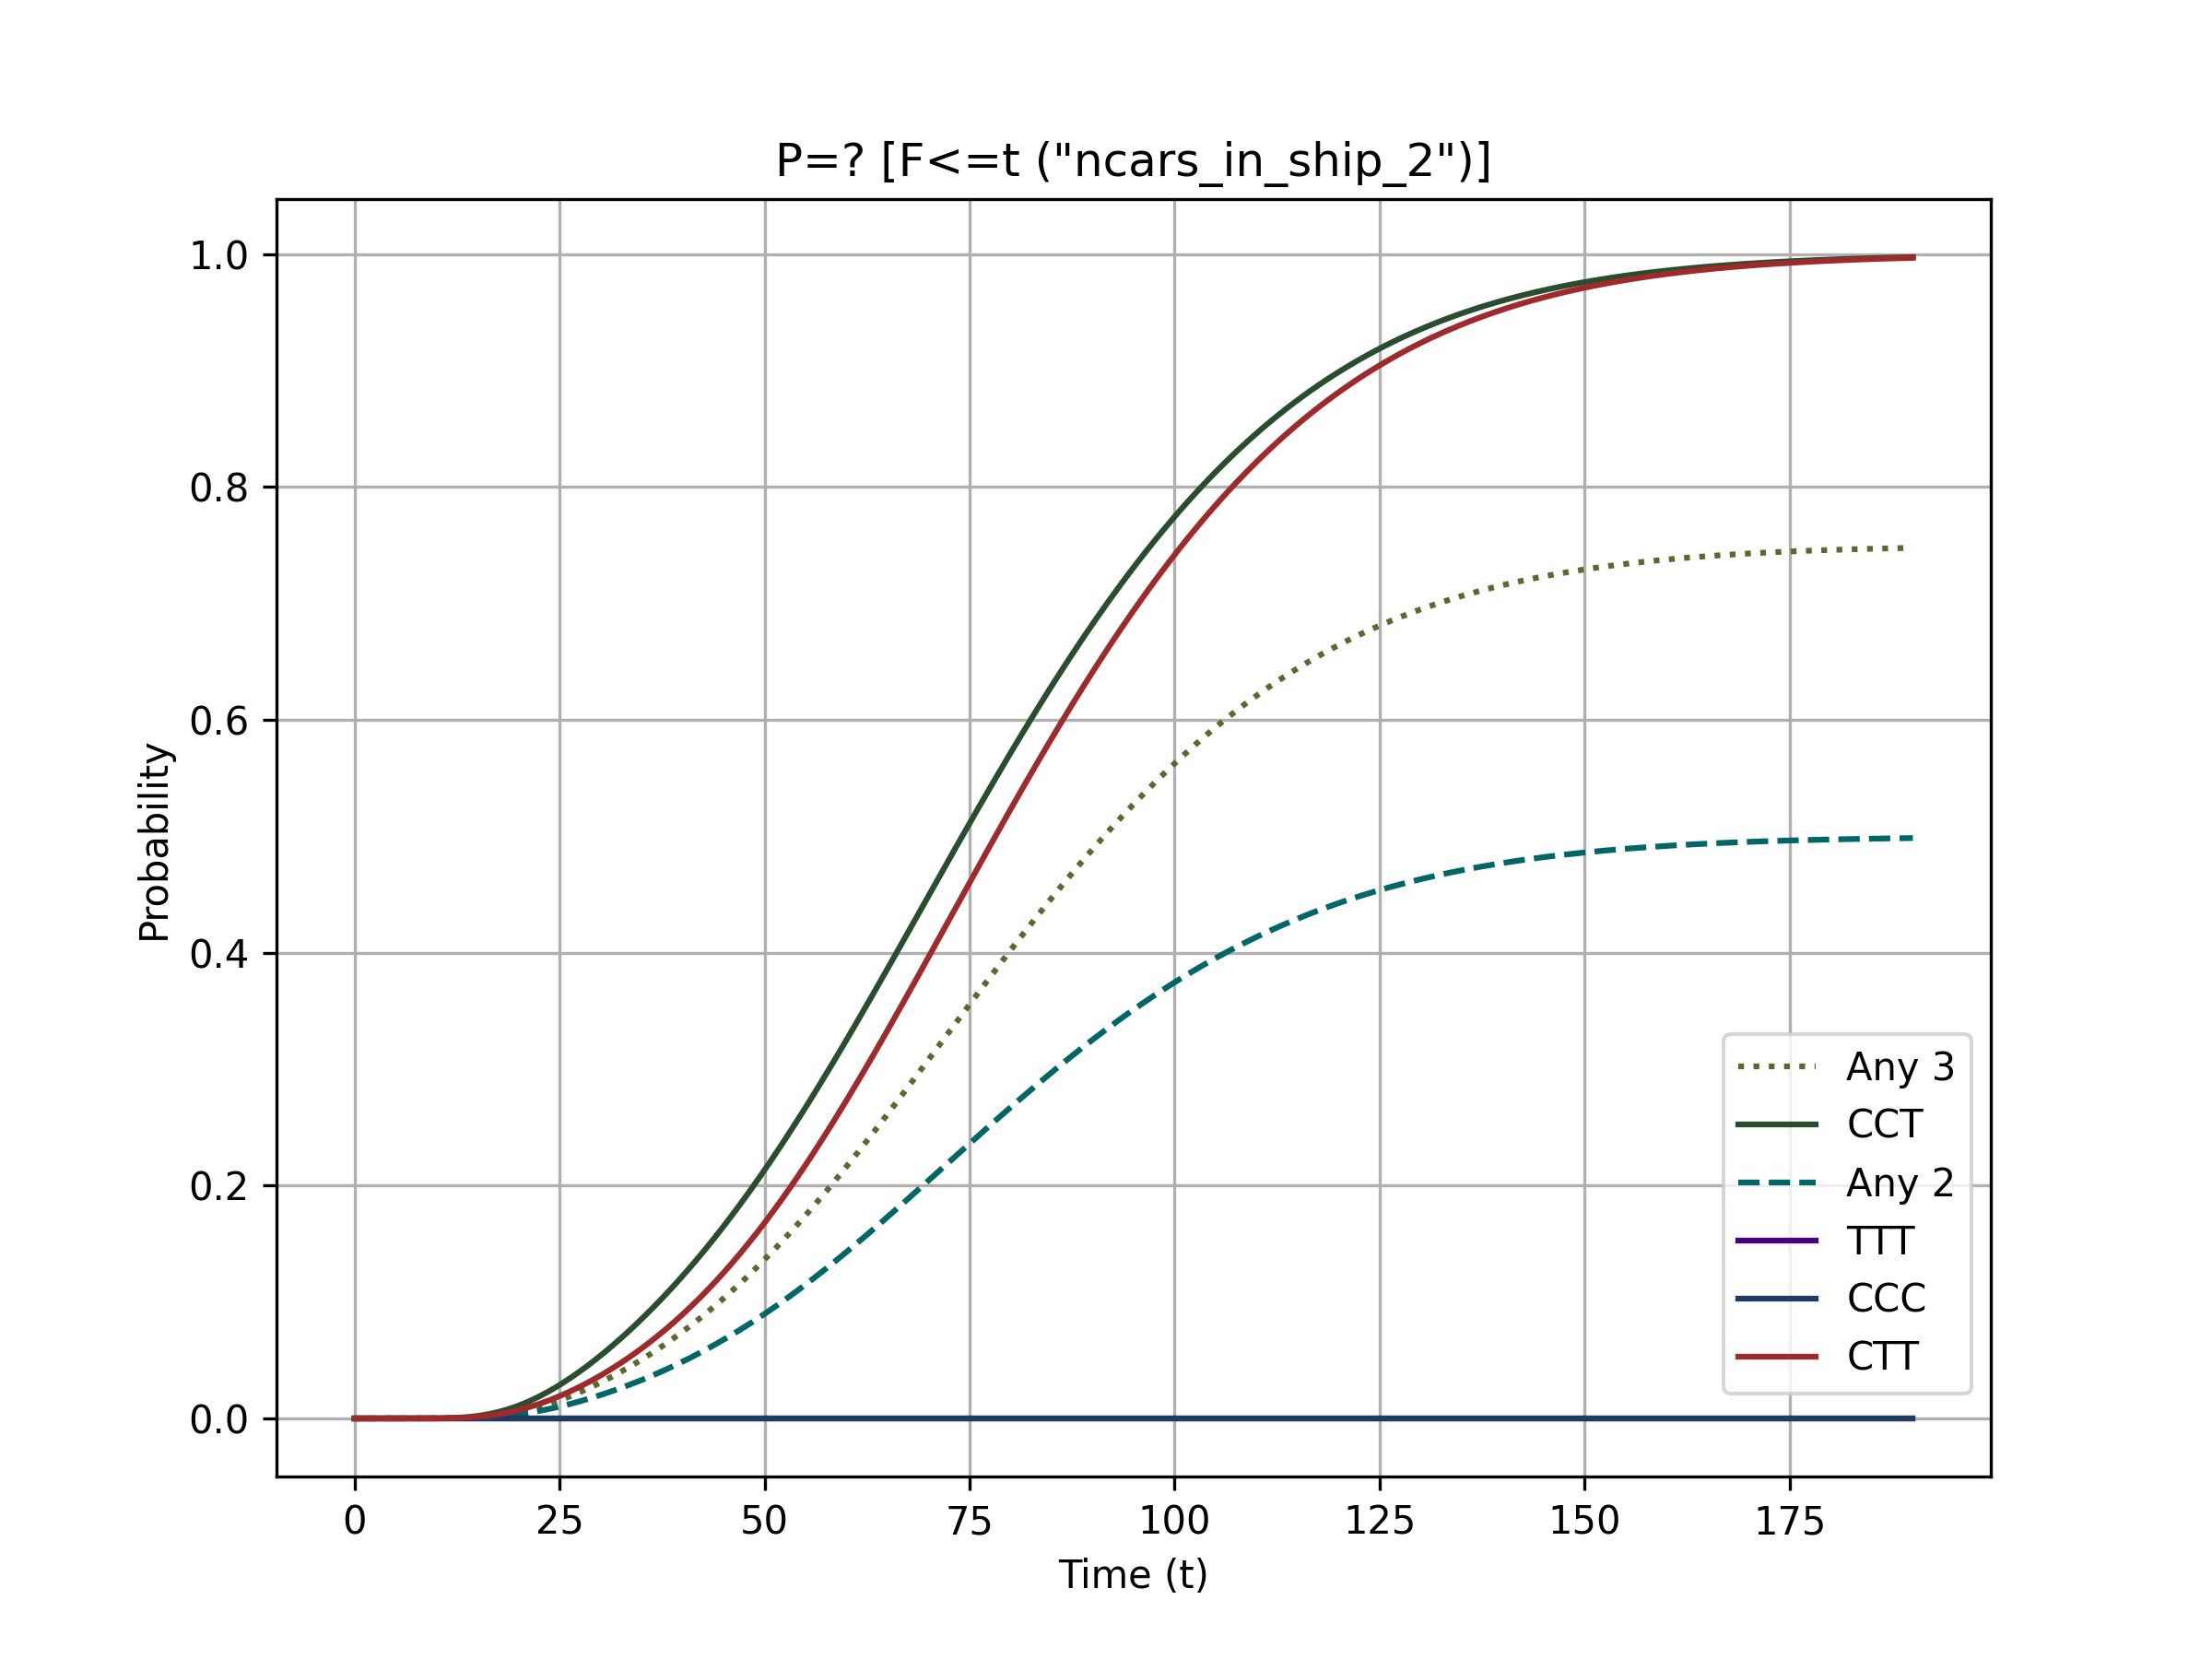 P=? [F<=t ("ncars_in_ship_2")]
1.0
0.8
0.6
0.4
0.2
0.0
Probability
0 25 50 75 100 125 150 175
Time (t)
Any 3
CCT
Any 2
TTT
CCC
CTT